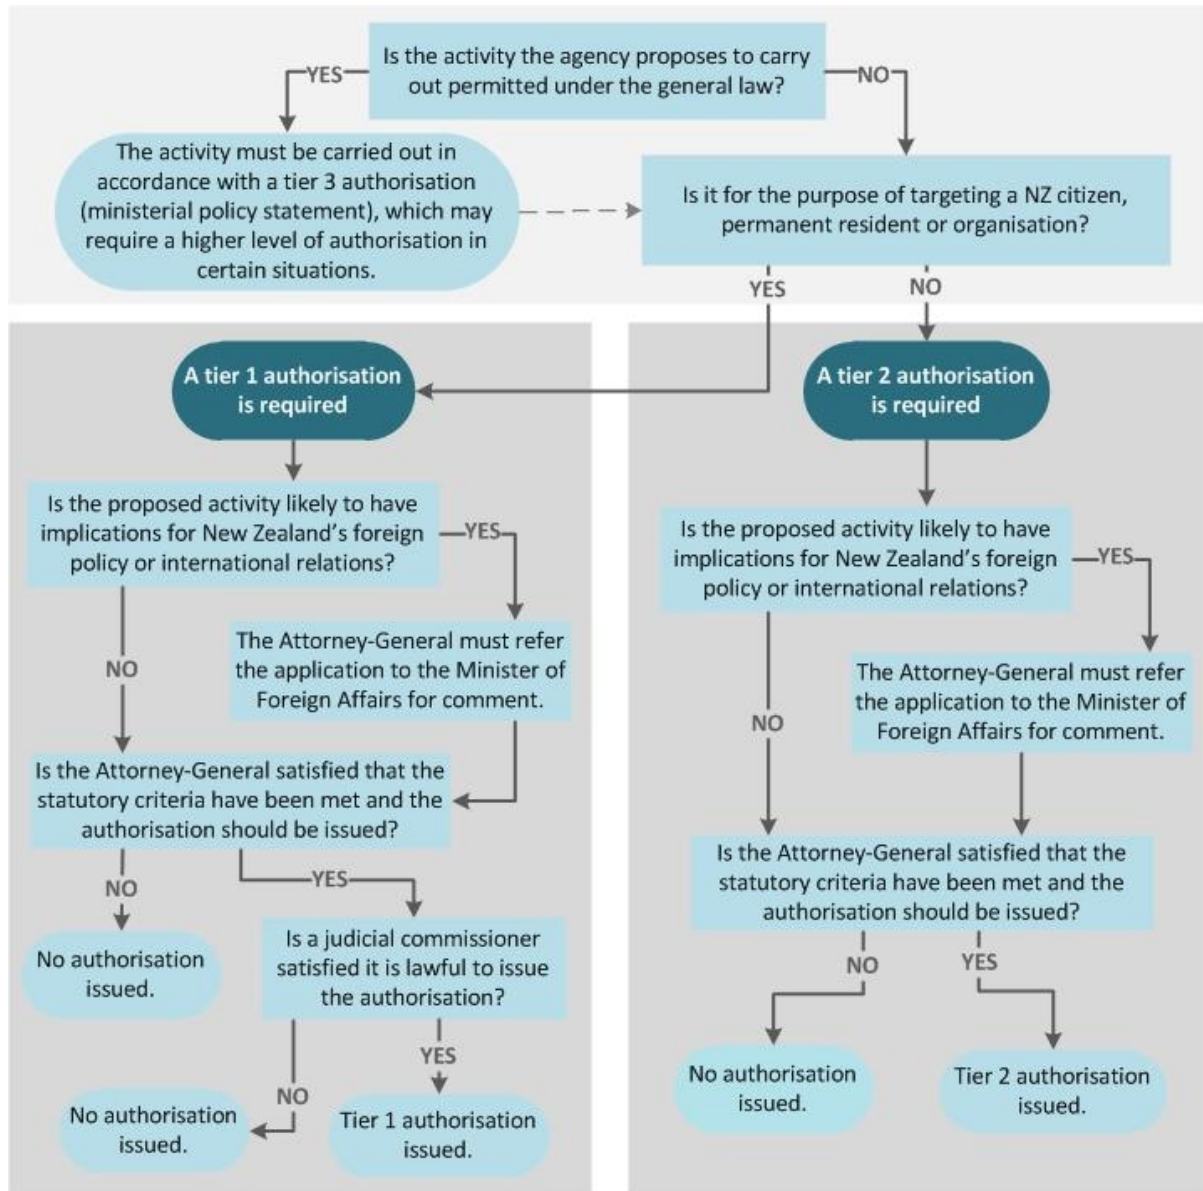 Is the activity the agency proposes to carry
out permitted under the general law?
YES
NO
The activity must be carried out in
accordance with a tier 3 authorisation
(ministerial policy statement), which may
require a higher level of authorisation in
certain situations.
Is it for the purpose of targeting a NZ citizen,
permanent resident or organisation?
YES
NO
A tier 1 authorisation
is required
Is the proposed activity likely to have
implications for New Zealand's foreign
policy or international relations?
YES
NO
The Attorney-General must refer
the application to the Minister of
Foreign Affairs for comment.
Is the Attorney-General satisfied that the
statutory criteria have been met and the
authorisation should be issued?
NO
YES
No authorisation
issued.
Is a judicial commissioner
satisfied it is lawful to issue
the authorisation?
NO
YES
No authorisation
issued.
Tier 1 authorisation
issued.
A tier 2 authorisation
is required
Is the proposed activity likely to have
implications for New Zealand's foreign
policy or international relations?
YES
NO
The Attorney-General must refer
the application to the Minister of
Foreign Affairs for comment.
Is the Attorney-General satisfied that the
statutory criteria have been met and the
authorisation should be issued?
NO
YES
No authorisation
issued.
Tier 2 authorisation
issued.